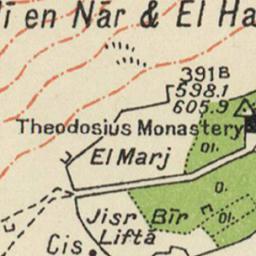 ī en Nār & El Ha
391B
598.1
605.9
Theodosius Monastery
Ol.
El Marj
O.
Jisr Bīr
Ol.
Liftā
Cis